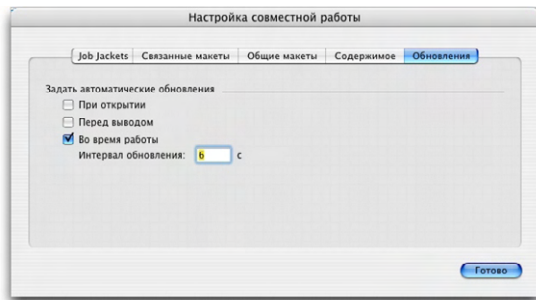 Настройка совместной работы
Job Jackets Связанные макеты Общие макеты Содержимое Обновления
Задать автоматические обновления
При открытии
Перед выводом
Во время работы
Интервал обновления: 6 с
Готово